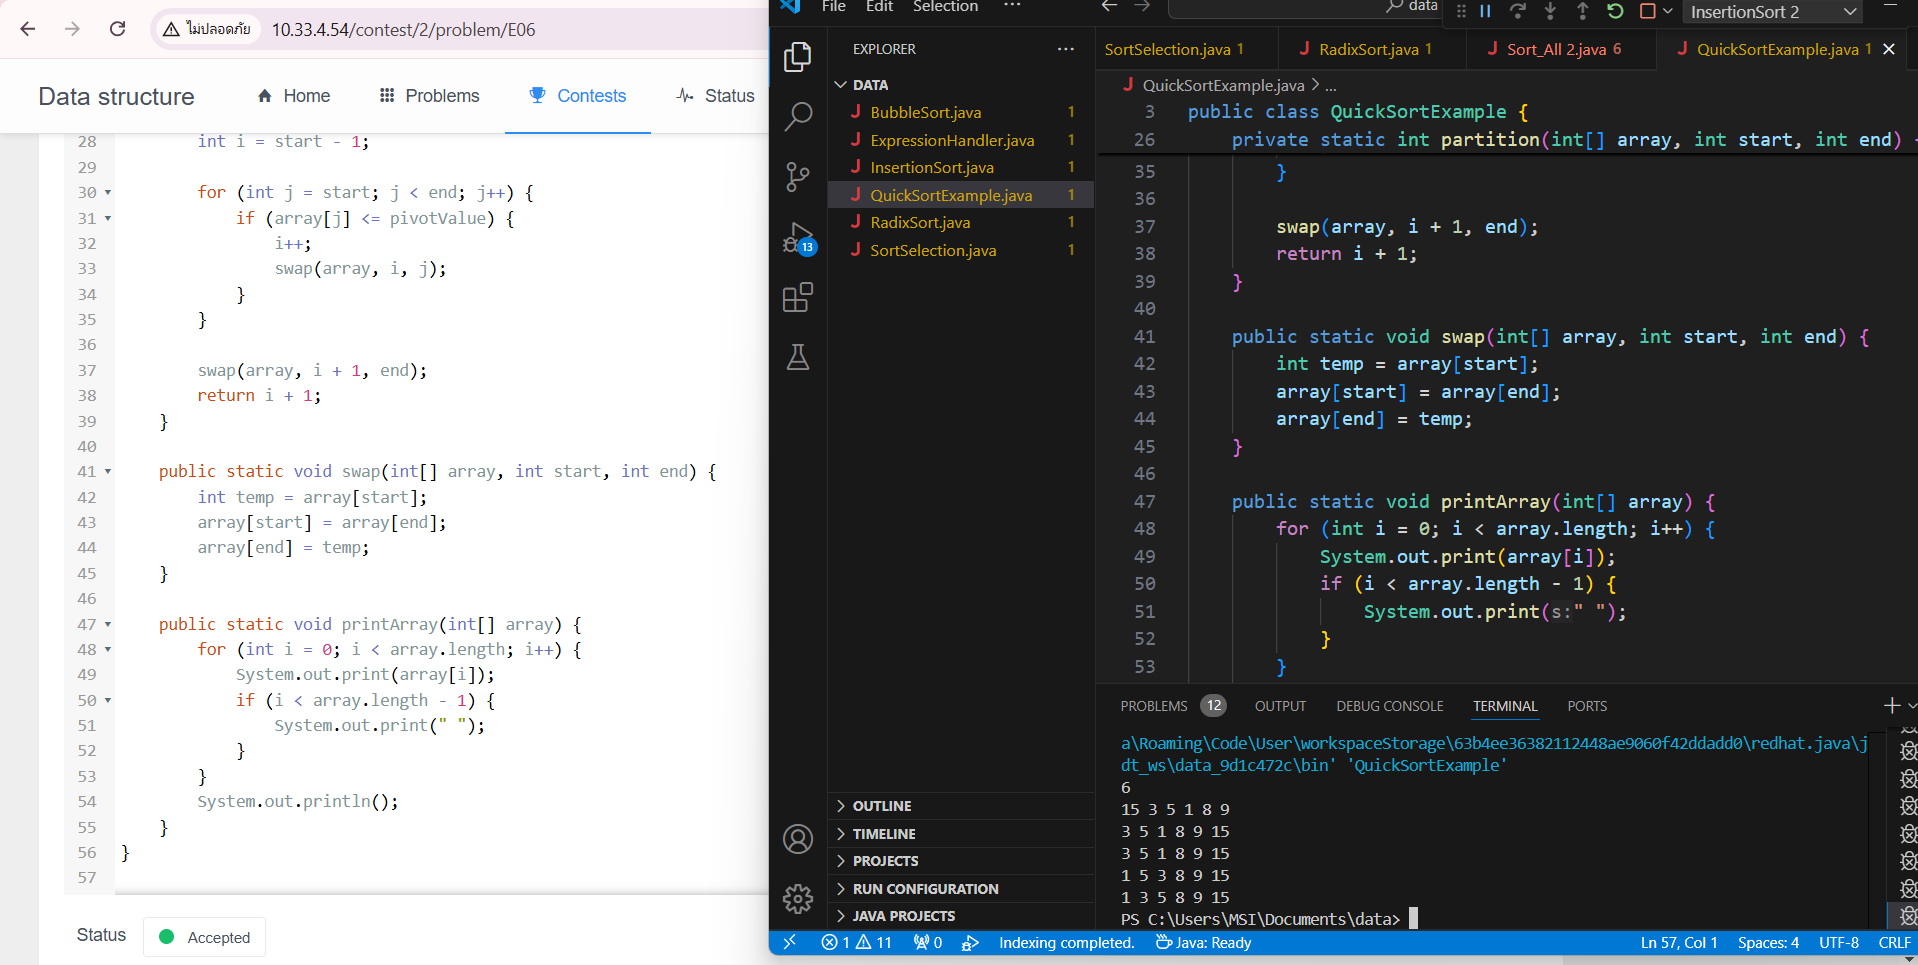 ไม่ปลอดภัย 10.33.4.54/contest/2/problem/E06
Data structure Home Problems Contests Status
28 int i = start - 1;
29
30 for (int j = start; j < end; j++) {
31 if (array[j] <= pivotValue) {
32 i++;
33 swap(array, i, j);
34 }
35 }
36
37 swap(array, i + 1, end);
38 return i + 1;
39 }
40
41 public static void swap(int[] array, int start, int end) {
42 int temp = array[start];
43 array[start] = array[end];
44 array[end] = temp;
45 }
46
47 public static void printArray(int[] array) {
48 for (int i = 0; i < array.length; i++) {
49 System.out.print(array[i]);
50 if (i < array.length - 1) {
51 System.out.print(" ");
52 }
53 }
54 System.out.println();
55 }
56 }
57
Status Accepted
File Edit Selection ··· data InsertionSort 2
EXPLORER ···
DATA
BubbleSort.java 1
ExpressionHandler.java 1
InsertionSort.java 1
QuickSortExample.java 1
RadixSort.java 1
SortSelection.java 1
13
OUTLINE
TIMELINE
PROJECTS
RUN CONFIGURATION
JAVA PROJECTS
SortSelection.java 1 RadixSort.java 1 Sort_All 2.java 6 QuickSortExample.java 1
QuickSortExample.java > ...
3 public class QuickSortExample {
26 private static int partition(int[] array, int start, int end) {
35 }
36
37 swap(array, i + 1, end);
38 return i + 1;
39 }
40
41 public static void swap(int[] array, int start, int end) {
42 int temp = array[start];
43 array[start] = array[end];
44 array[end] = temp;
45 }
46
47 public static void printArray(int[] array) {
48 for (int i = 0; i < array.length; i++) {
49 System.out.print(array[i]);
50 if (i < array.length - 1) {
51 System.out.print(s:" ");
52 }
53 }
PROBLEMS 12 OUTPUT DEBUG CONSOLE TERMINAL PORTS
a\Roaming\Code\User\workspaceStorage\63b4ee36382112448ae9060f42ddadd0\redhat.java\j
dt_ws\data_9d1c472c\bin' 'QuickSortExample'
6
15 3 5 1 8 9
3 5 1 8 9 15
3 5 1 8 9 15
1 5 3 8 9 15
1 3 5 8 9 15
PS C:\Users\MSI\Documents\data>
1 11 0 Indexing completed. Java: Ready Ln 57, Col 1 Spaces: 4 UTF-8 CRLF